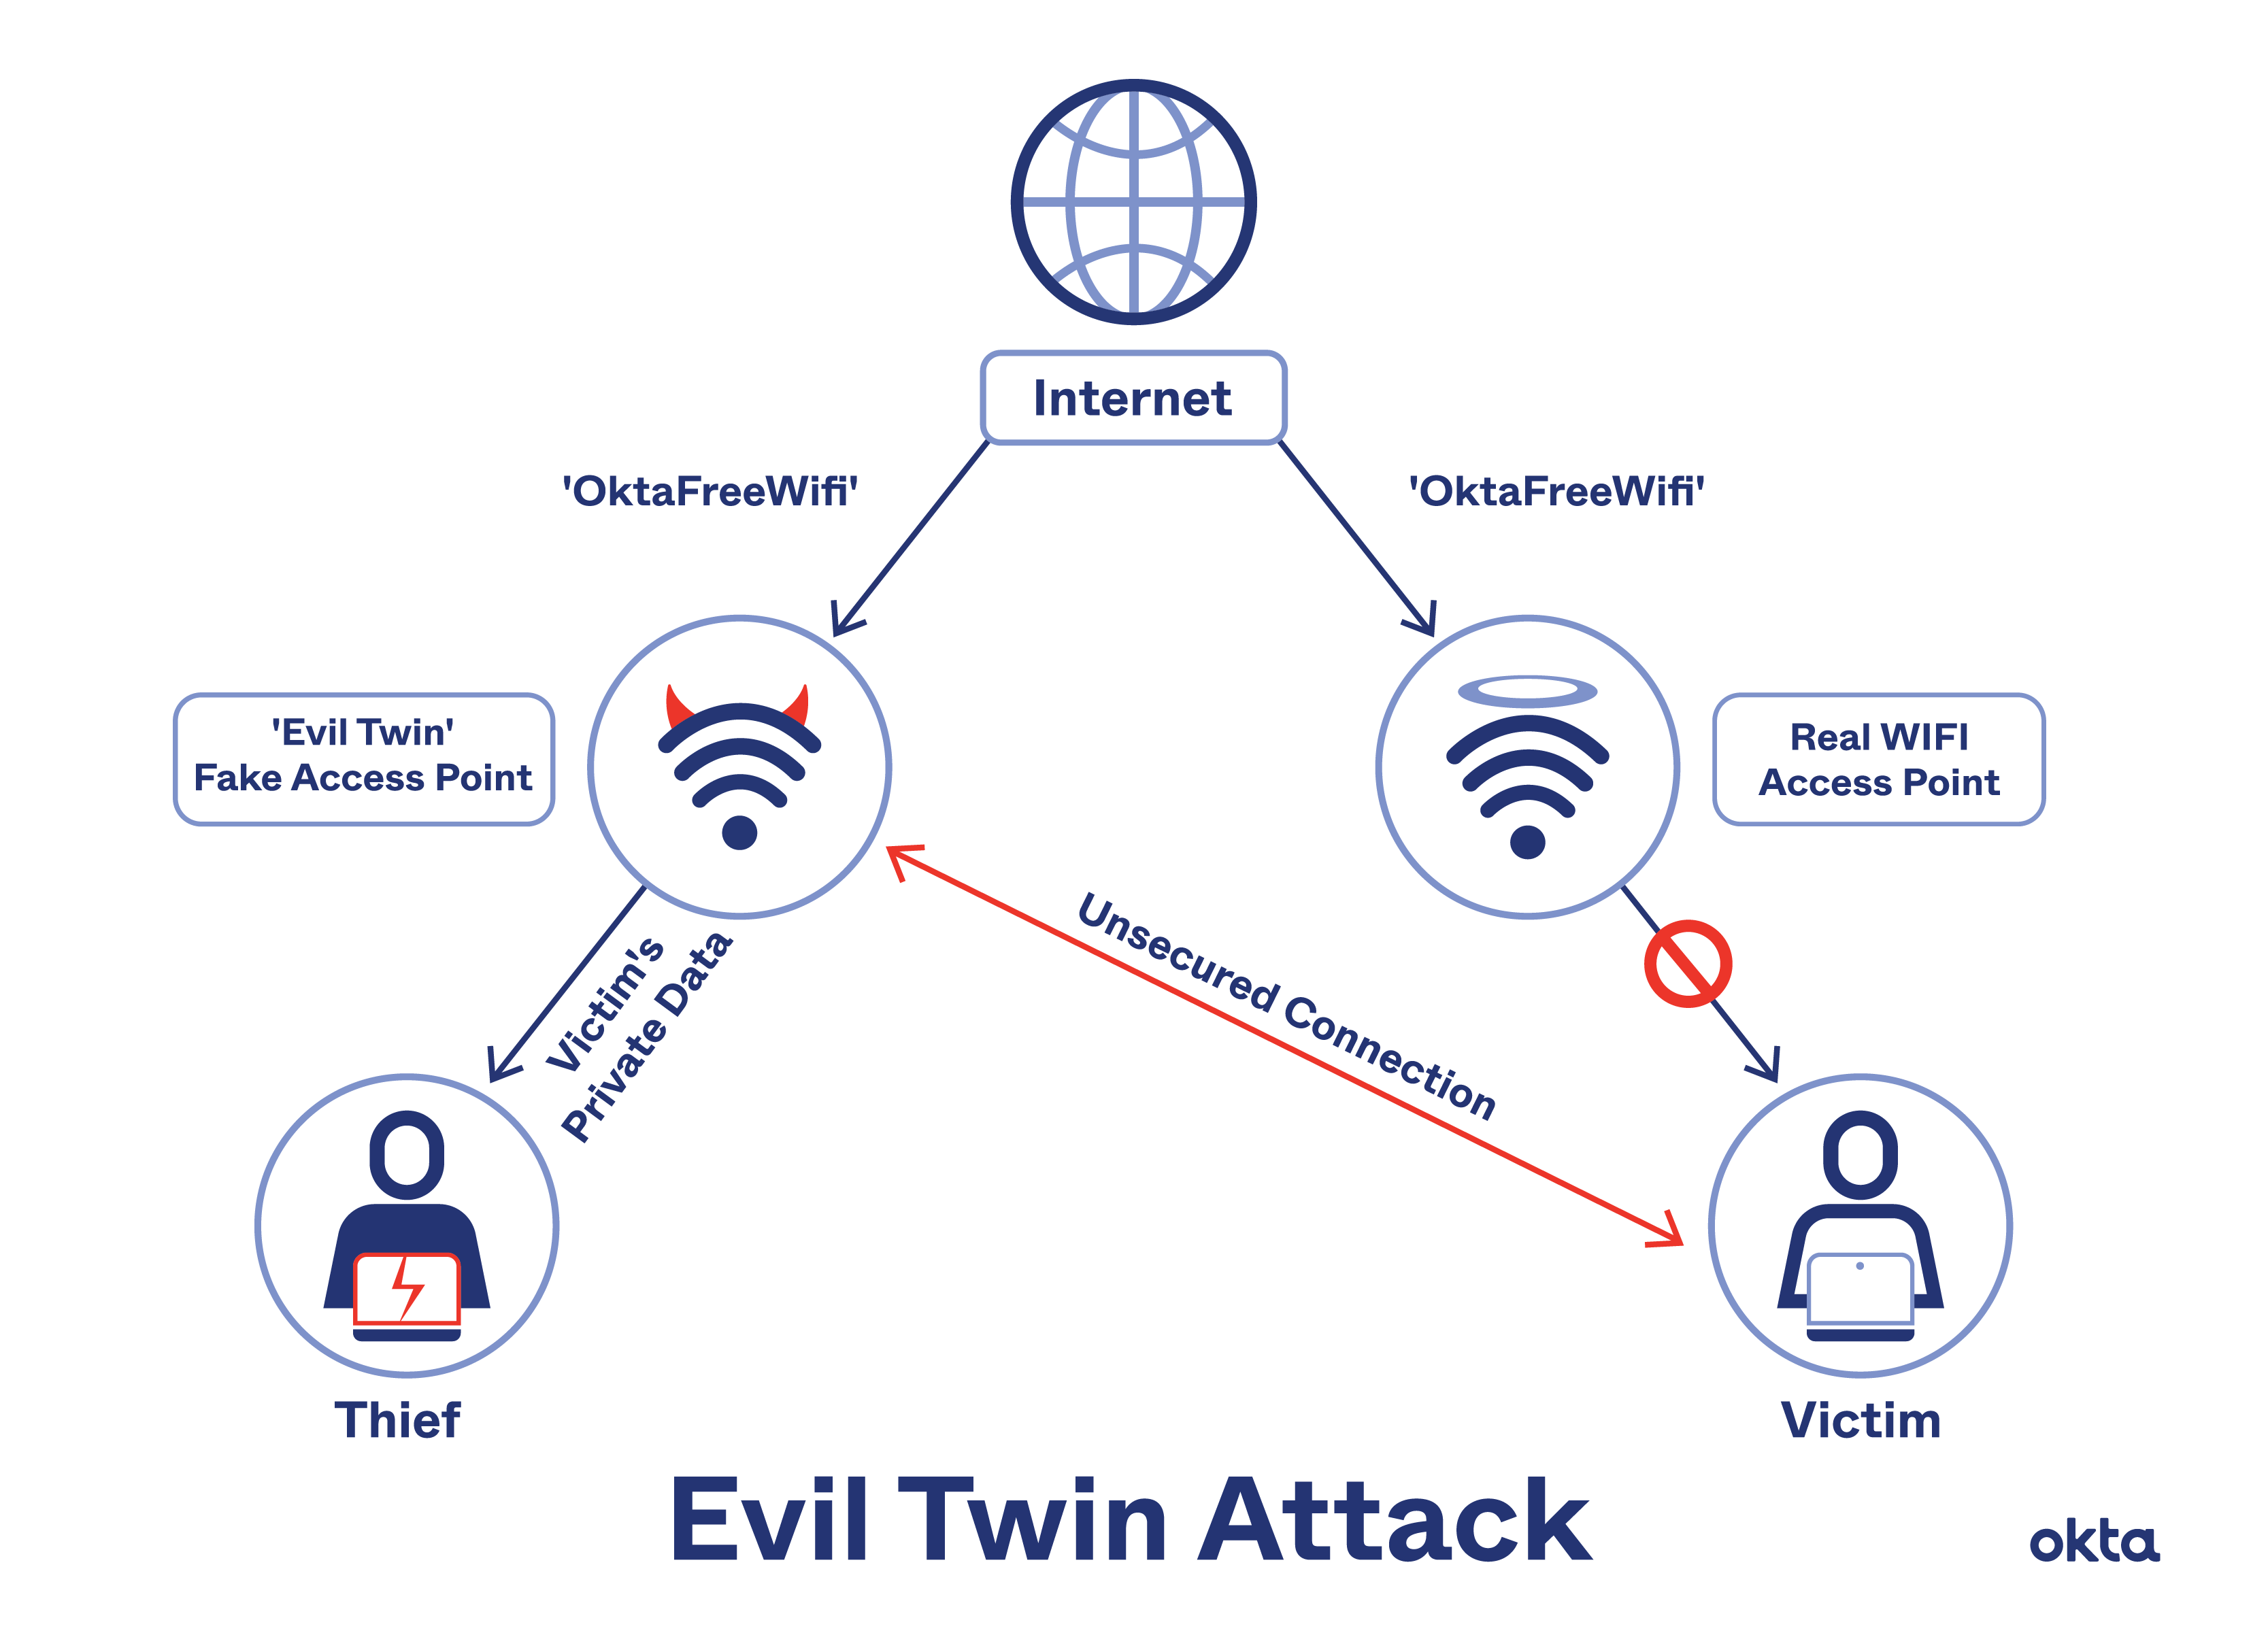 Internet
'OktaFreeWifi'
'OktaFreeWifi'
'Evil Twin'
Fake Access Point
Real WIFI
Access Point
Victim's
Private Data
Unsecured Connection
Thief
Victim
Evil Twin Attack
okta